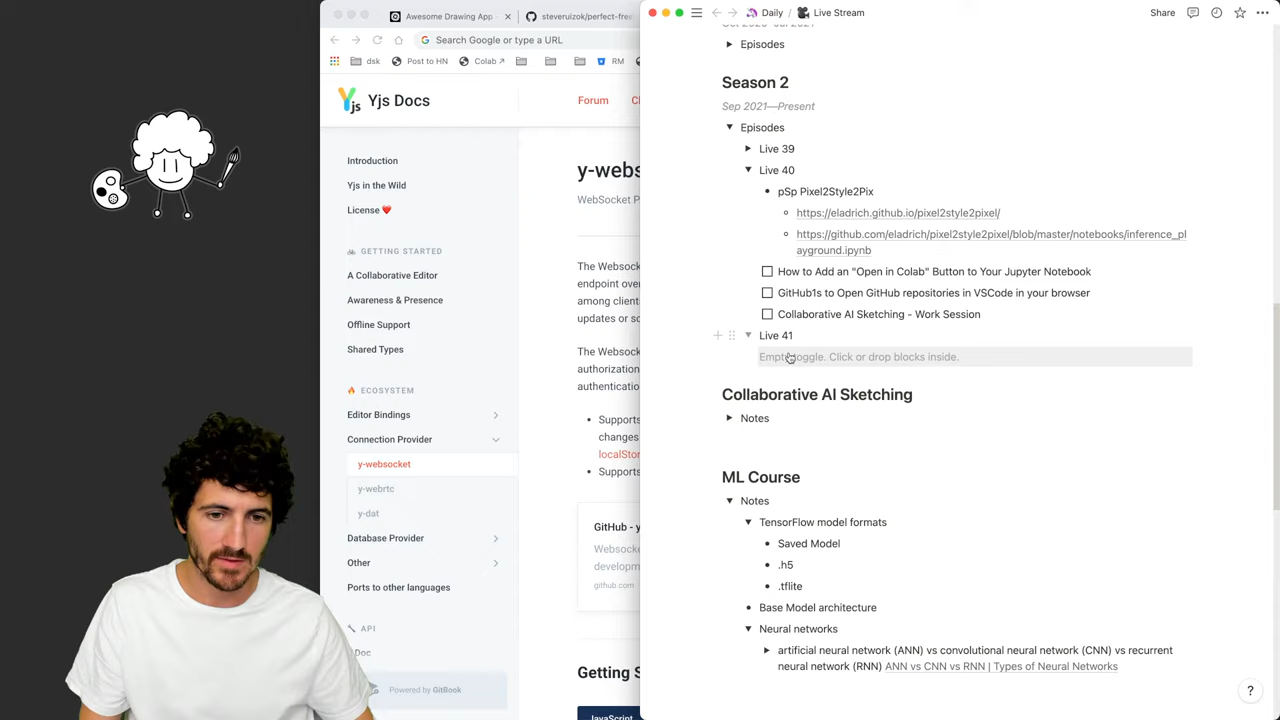 Awesome Drawing App
steveruizok/perfect-free
Search Google or type a URL
dsk
Post to HN
Colab
RM
Yjs Docs
Forum
Introduction
Yjs in the Wild
License ❤️
GETTING STARTED
A Collaborative Editor
Awareness & Presence
Offline Support
Shared Types
🔥 ECOSYSTEM
Editor Bindings
Connection Provider
y-websocket
y-webrtc
y-dat
Database Provider
Other
Ports to other languages
API
Doc
Powered by GitBook
y-webs
WebSocket P
The Websock
endpoint ove
among client
updates or sc
The Websock
authorization
authenticatio
• Supports
changes
localStor
• Supports
GitHub - y
Websocke
developm
github.com
Getting S
JavaScript
Daily / Live Stream
Share
Episodes
Season 2
Sep 2021—Present
Episodes
Live 39
Live 40
• pSp Pixel2Style2Pix
https://eladrich.github.io/pixel2style2pixel/
https://github.com/eladrich/pixel2style2pixel/blob/master/notebooks/inference_pl
ayground.ipynb
How to Add an "Open in Colab" Button to Your Jupyter Notebook
GitHub1s to Open GitHub repositories in VSCode in your browser
Collaborative AI Sketching - Work Session
Live 41
Empty toggle. Click or drop blocks inside.
Collaborative AI Sketching
Notes
ML Course
Notes
TensorFlow model formats
• Saved Model
• .h5
• .tflite
• Base Model architecture
Neural networks
artificial neural network (ANN) vs convolutional neural network (CNN) vs recurrent
neural network (RNN) ANN vs CNN vs RNN | Types of Neural Networks
?